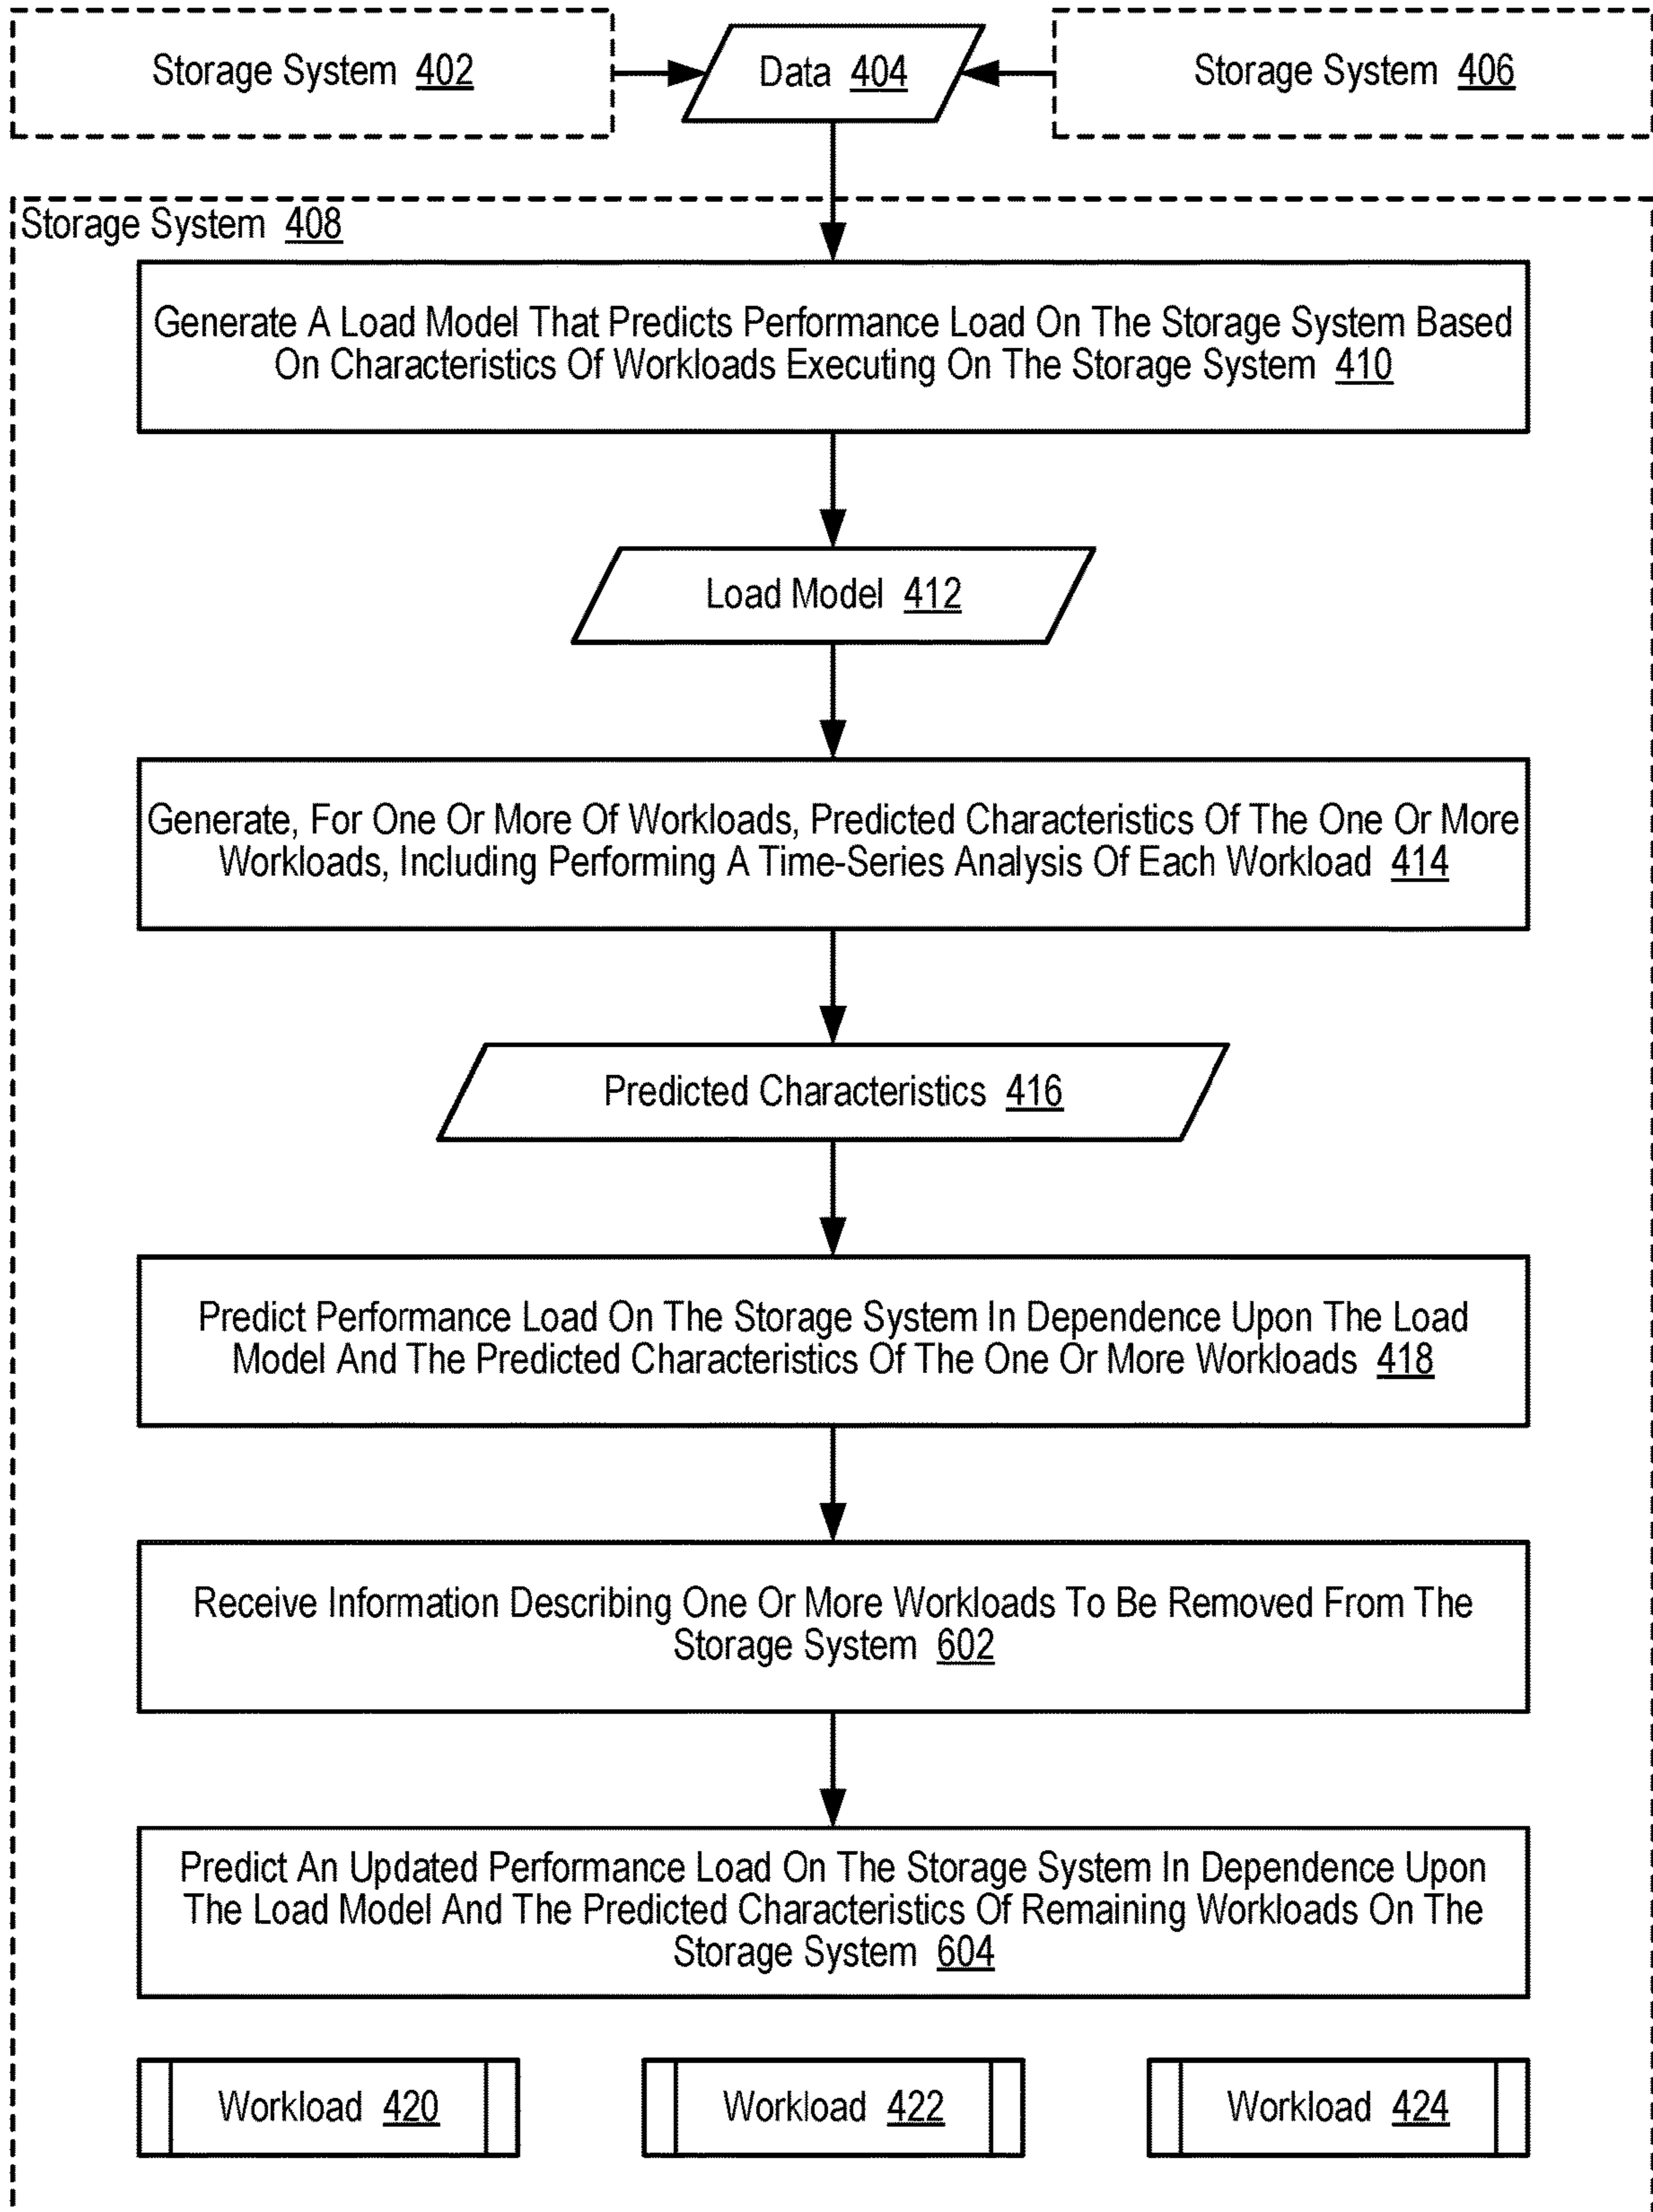 Storage System 402
Data 404
Storage System 406
Storage System 408
Generate A Load Model That Predicts Performance Load On The Storage System Based
On Characteristics Of Workloads Executing On The Storage System 410
Load Model 412
Generate, For One Or More Of Workloads, Predicted Characteristics Of The One Or More
Workloads, Including Performing A Time-Series Analysis Of Each Workload 414
Predicted Characteristics 416
Predict Performance Load On The Storage System In Dependence Upon The Load
Model And The Predicted Characteristics Of The One Or More Workloads 418
Receive Information Describing One Or More Workloads To Be Removed From The
Storage System 602
Predict An Updated Performance Load On The Storage System In Dependence Upon
The Load Model And The Predicted Characteristics Of Remaining Workloads On The
Storage System 604
Workload 420
Workload 422
Workload 424